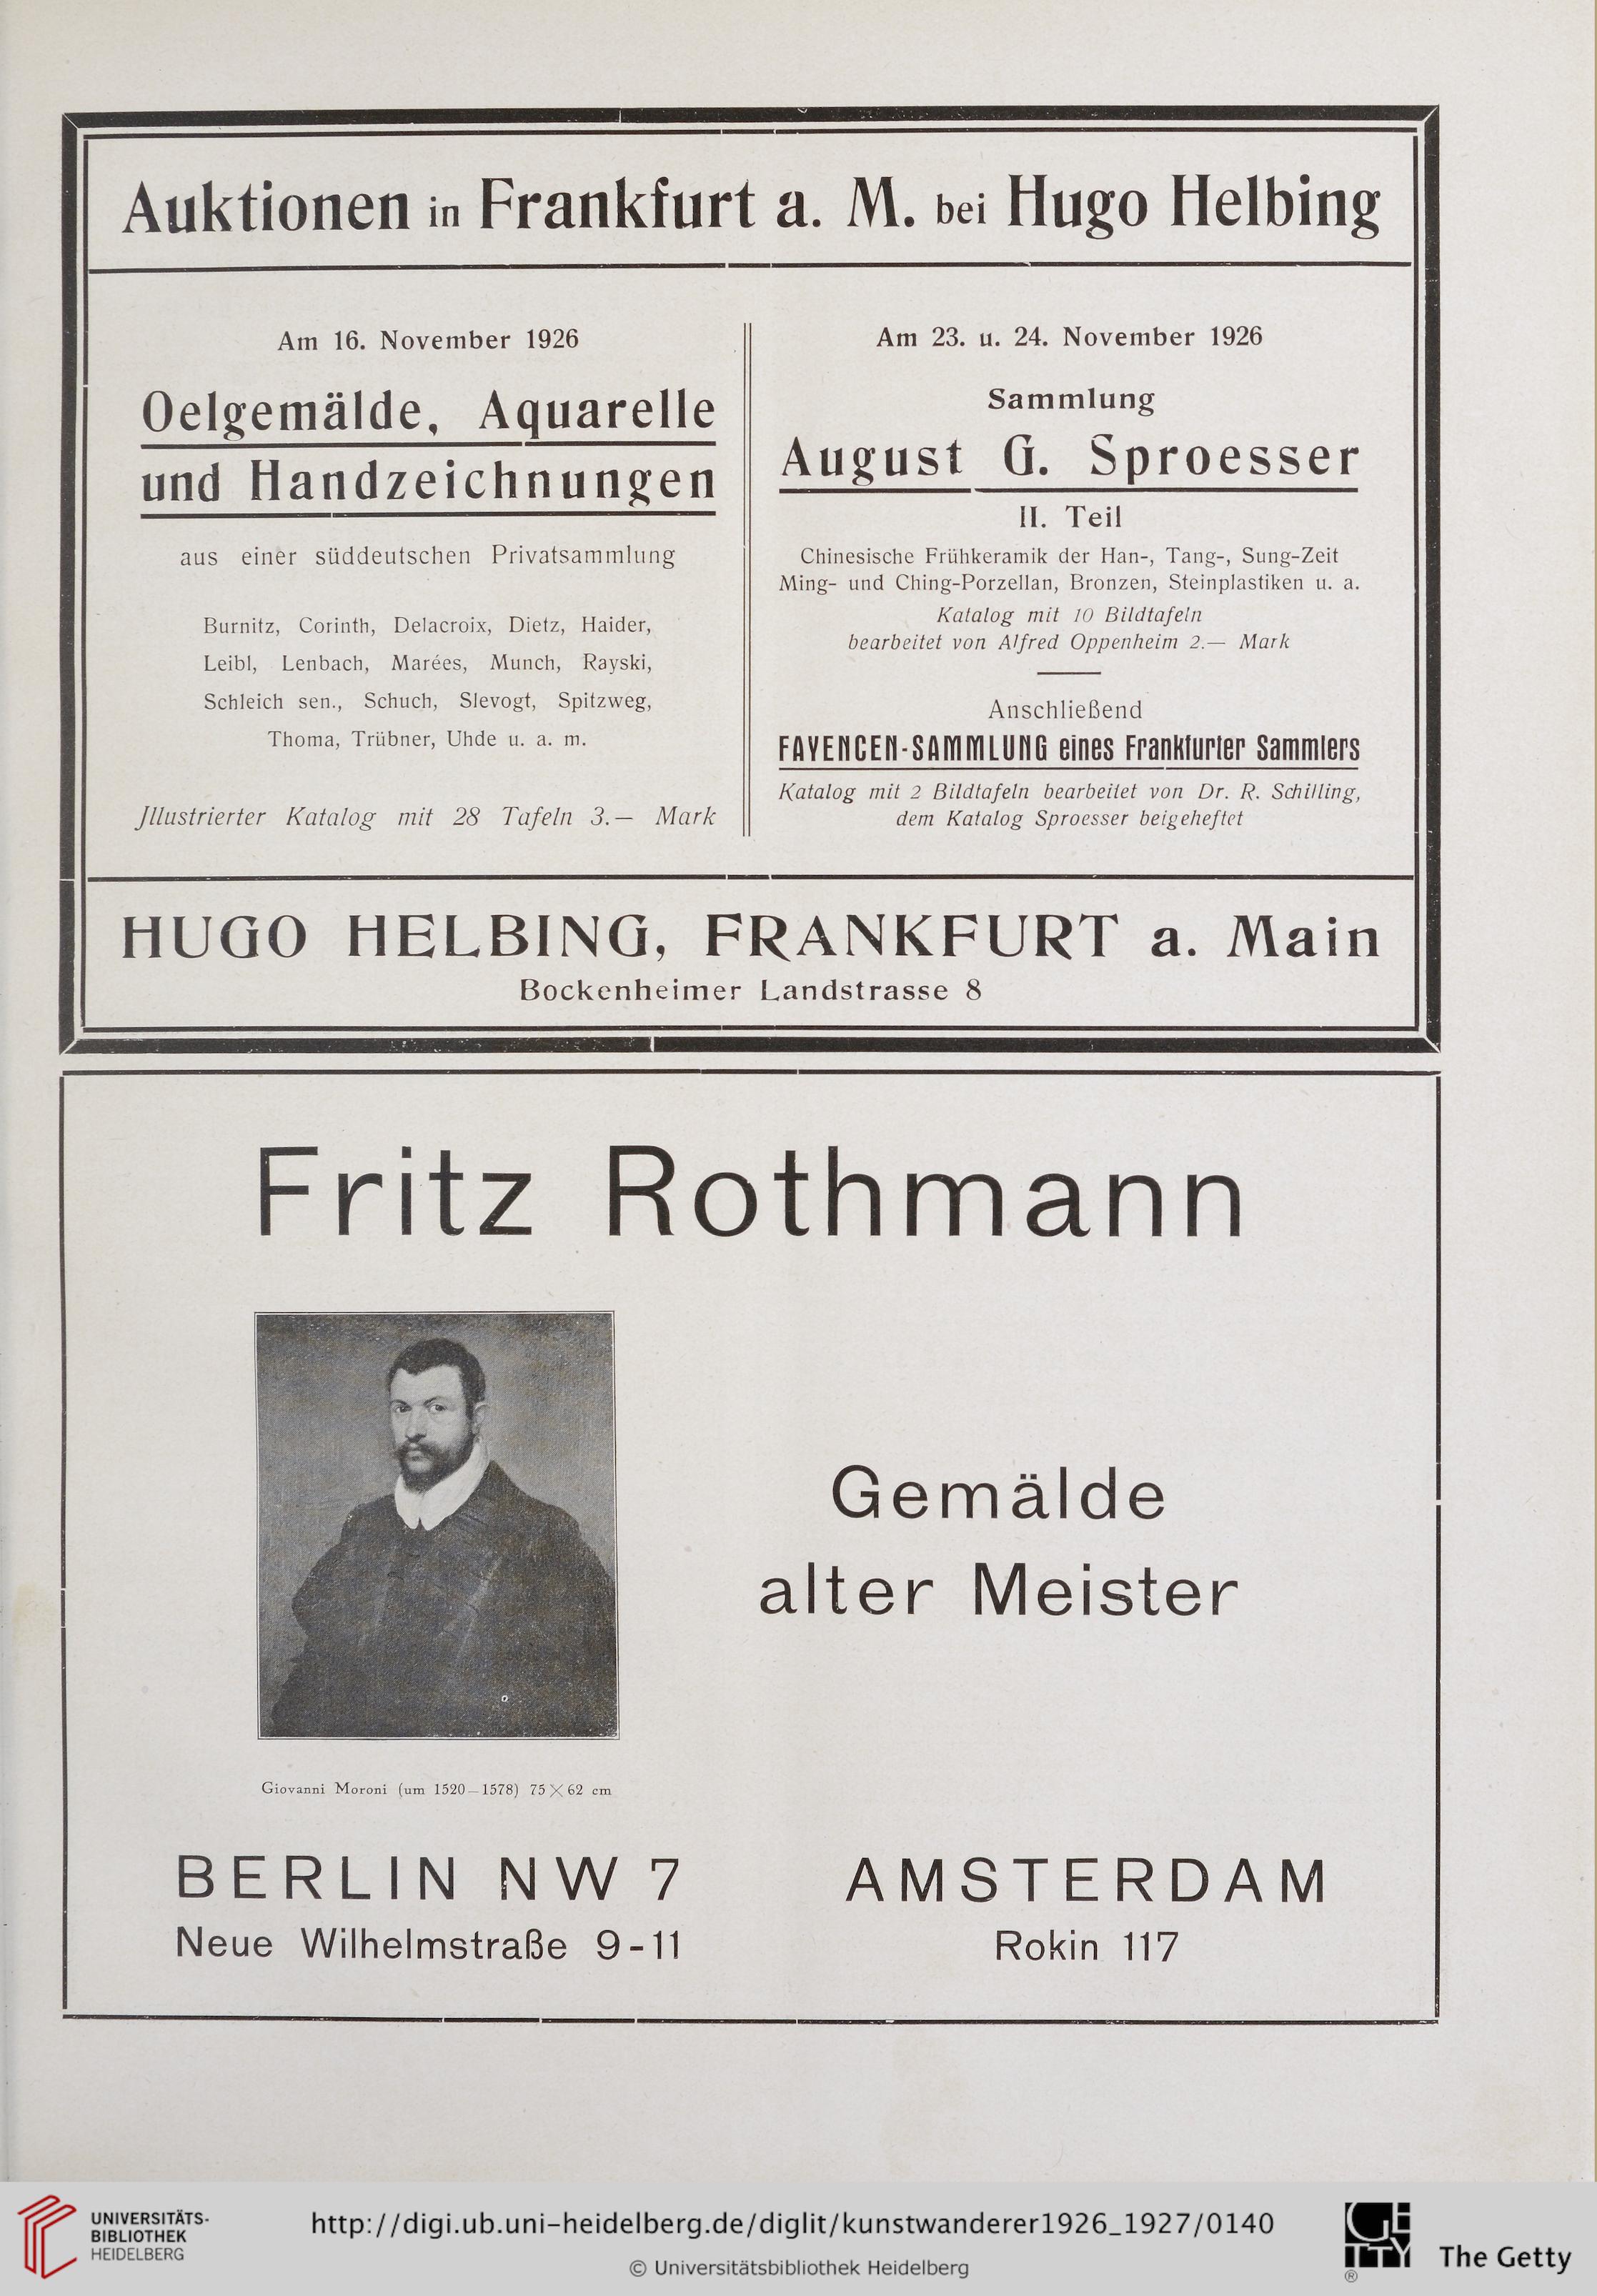 Auktionen in Frankfurt a. M. bei Hugo Helbing
Am 16. November 1926
Oelgemälde, Aquarelle
und Handzeichnungen
aus einer süddeutschen Privatsammlung
Burnitz, Corinth, Delacroix, Dietz, Haider,
Leibl, Lenbach, Marées, Munch, Rayski,
Schleich sen., Schuch, Slevogt, Spitzweg,
Thoma, Trübner, Uhde u. a. m.
Jllustrierter Katalog mit 28 Tafeln 3.— Mark
Am 23. u. 24. November 1926
Sammlung
August G. Sproesser
II. Teil
Chinesische Frühkeramik der Han-, Tang-, Sung-Zeit
Ming- und Ching-Porzellan, Bronzen, Steinplastiken u. a.
Katalog mit 10 Bildtafeln
bearbeitet von Alfred Oppenheim 2.— Mark
Anschließend
FAYENCEN-SAMMLUNG eines Frankfurter Sammlers
Katalog mit 2 Bildtafeln bearbeitet von Dr. R. Schilling,
dem Katalog Sproesser beigeheftet
HUGO HELBING, FRANKFURT a. Main
Bockenheimer Landstrasse 8
Fritz Rothmann
Gemälde
alter Meister
Giovanni Moroni (um 1520–1578) 75×62 cm
BERLIN NW 7
Neue Wilhelmstraße 9-11
AMSTERDAM
Rokin 117
UNIVERSITÄTS-
BIBLIOTHEK
HEIDELBERG
http://digi.ub.uni-heidelberg.de/diglit/kunstwanderer1926_1927/0140
© Universitätsbibliothek Heidelberg
GETTY
®
The Getty